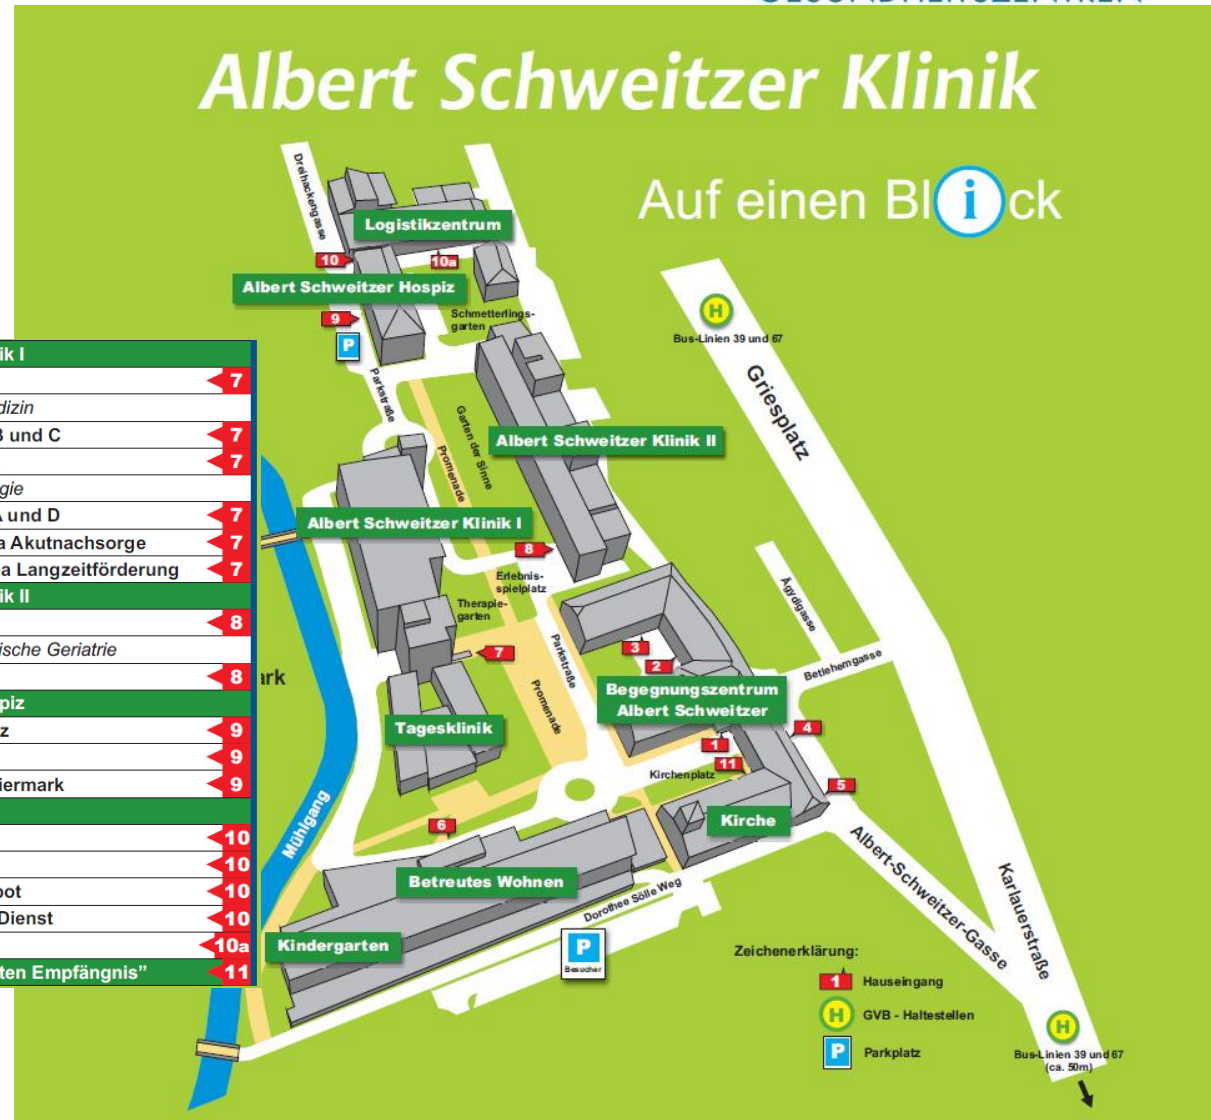 Albert Schweitzer Klinik
Auf einen Blick
Dreihackengasse
Logistikzentrum
10
10a
Albert Schweitzer Hospiz
9
P
Schmetterlings-
garten
H
Bus-Linien 39 und 67
Griesplatz
Parkstraße
Garten der Sinne
Promenade
Albert Schweitzer Klinik II
Albert Schweitzer Klinik I
8
Erlebnis-
spielplatz
Therapie-
garten
7
Parkstraße
Promenade
Ägydigasse
Betlehemgasse
3
2
Begegnungszentrum
Albert Schweitzer
1
11
4
5
Tagesklinik
Kirchenplatz
Kirche
6
Mühlgang
Betreutes Wohnen
Kindergarten
Dorothee Sölle Weg
P
Besucher
Albert-Schweitzer-Gasse
Karlauerstraße
Zeichenerklärung:
1 Hauseingang
H GVB - Haltestellen
P Parkplatz
H
Bus-Linien 39 und 67
(ca. 50m)
ik I
7
dizin
B und C 7
7
gie
A und D 7
a Akutnachsorge 7
a Langzeitförderung 7
ik II
8
ische Geriatrie
8
ark
piz
z 9
9
iermark 9
10
10
pot 10
Dienst 10
10a
ten Empfängnis” 11